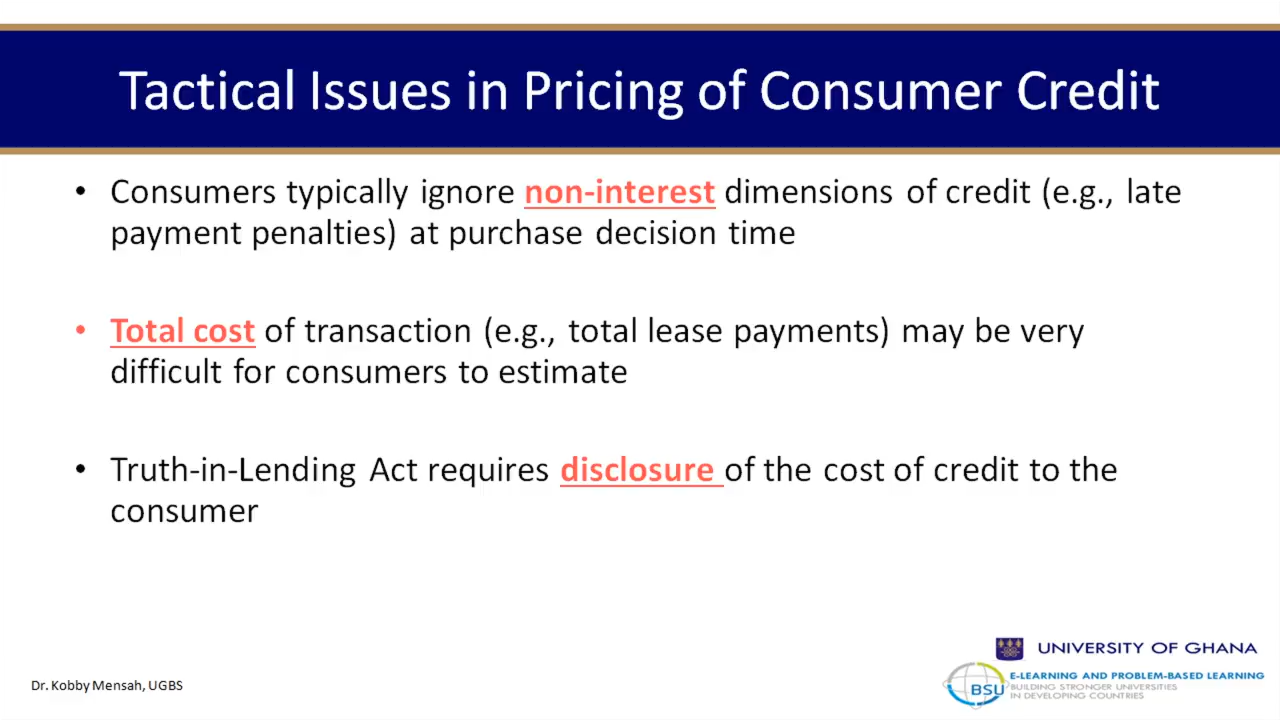 Tactical Issues in Pricing of Consumer Credit
• Consumers typically ignore non-interest dimensions of credit (e.g., late
payment penalties) at purchase decision time
• Total cost of transaction (e.g., total lease payments) may be very
difficult for consumers to estimate
• Truth-in-Lending Act requires disclosure of the cost of credit to the
consumer
Dr. Kobby Mensah, UGBS
UNIVERSITY OF GHANA
BSU
E-LEARNING AND PROBLEM-BASED LEARNING
BUILDING STRONGER UNIVERSITIES
IN DEVELOPING COUNTRIES